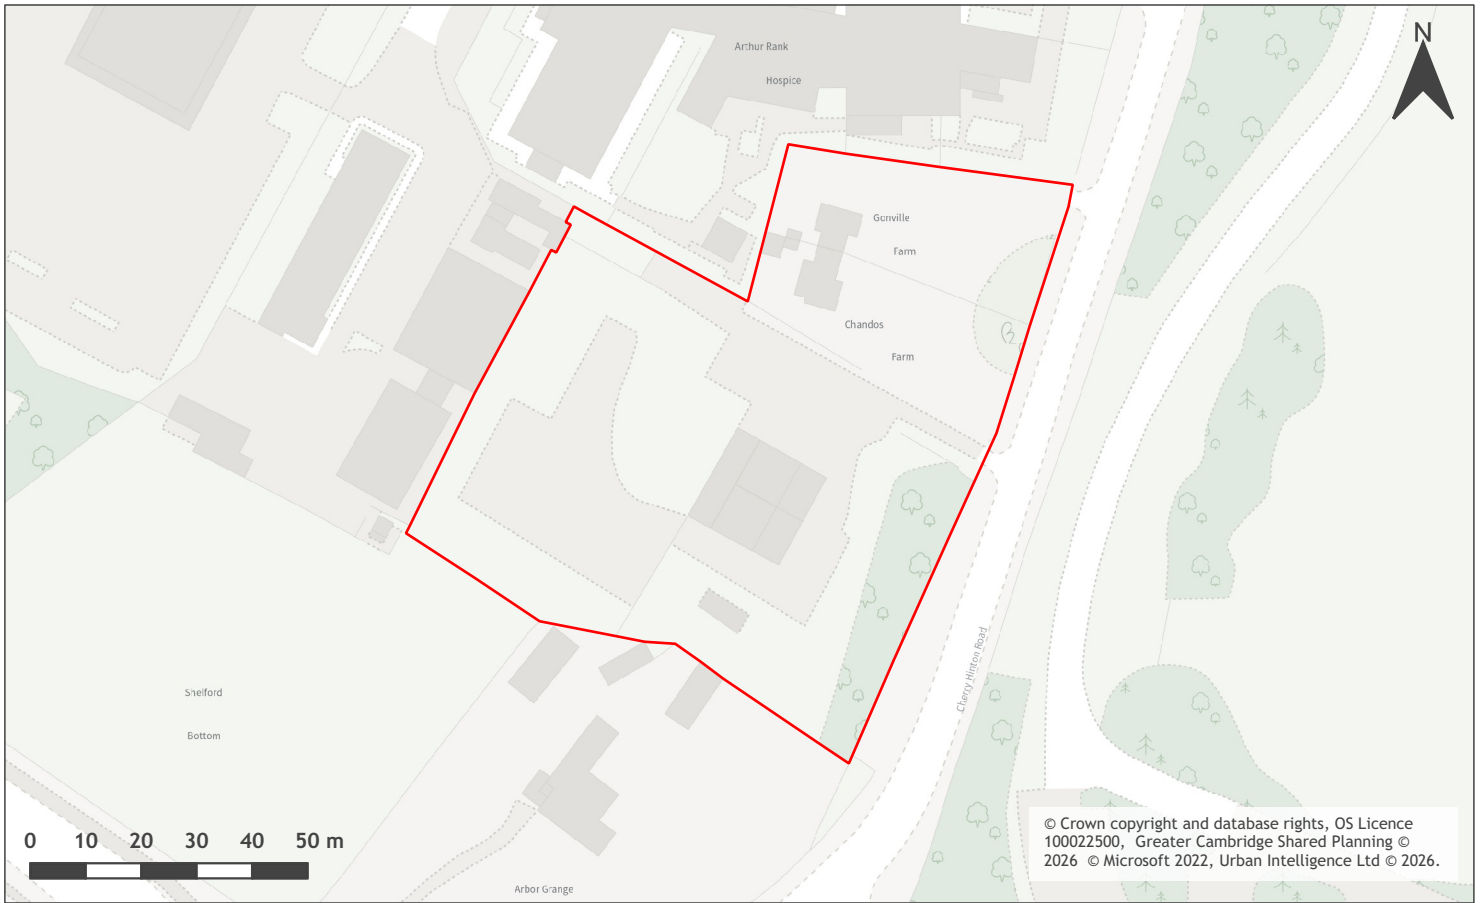 N
Arthur Rank
Hospice
Gonville
Farm
Chandos
Farm
Cherry Hinton Road
Shelford
Bottom
Arbor Grange
0 10 20 30 40 50 m
© Crown copyright and database rights, OS Licence
100022500, Greater Cambridge Shared Planning ©
2026 © Microsoft 2022, Urban Intelligence Ltd © 2026.